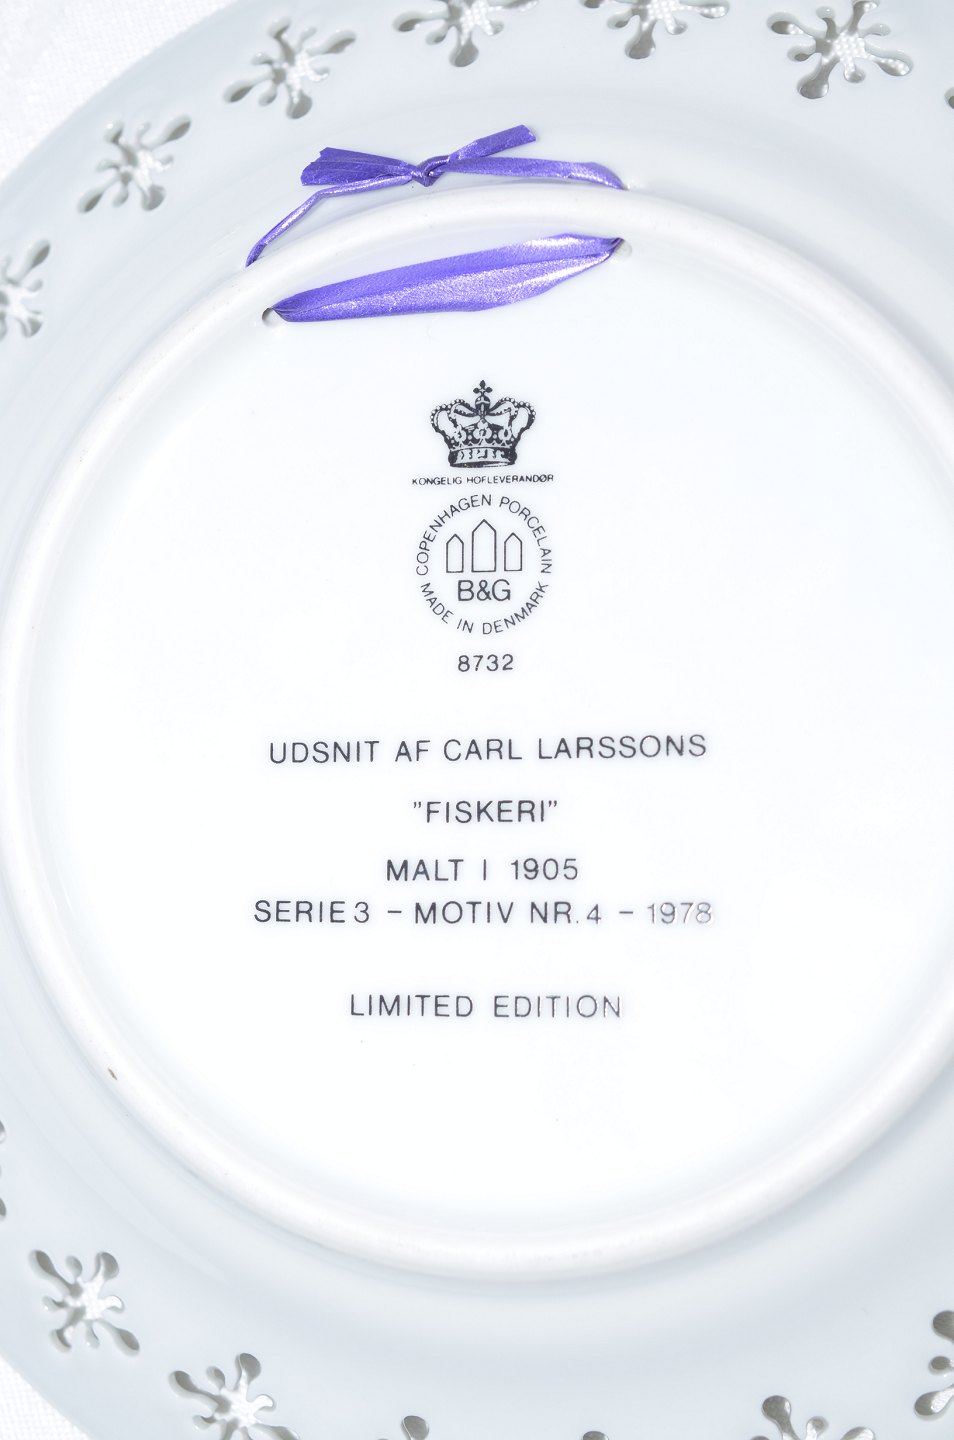 KONGELIG HOFLEVERANDØR
COPENHAGEN PORCELAIN
B&G
MADE IN DENMARK
8732
UDSNIT AF CARL LARSSONS
"FISKERI"
MALT I 1905
SERIE 3 - MOTIV NR. 4 - 1978
LIMITED EDITION